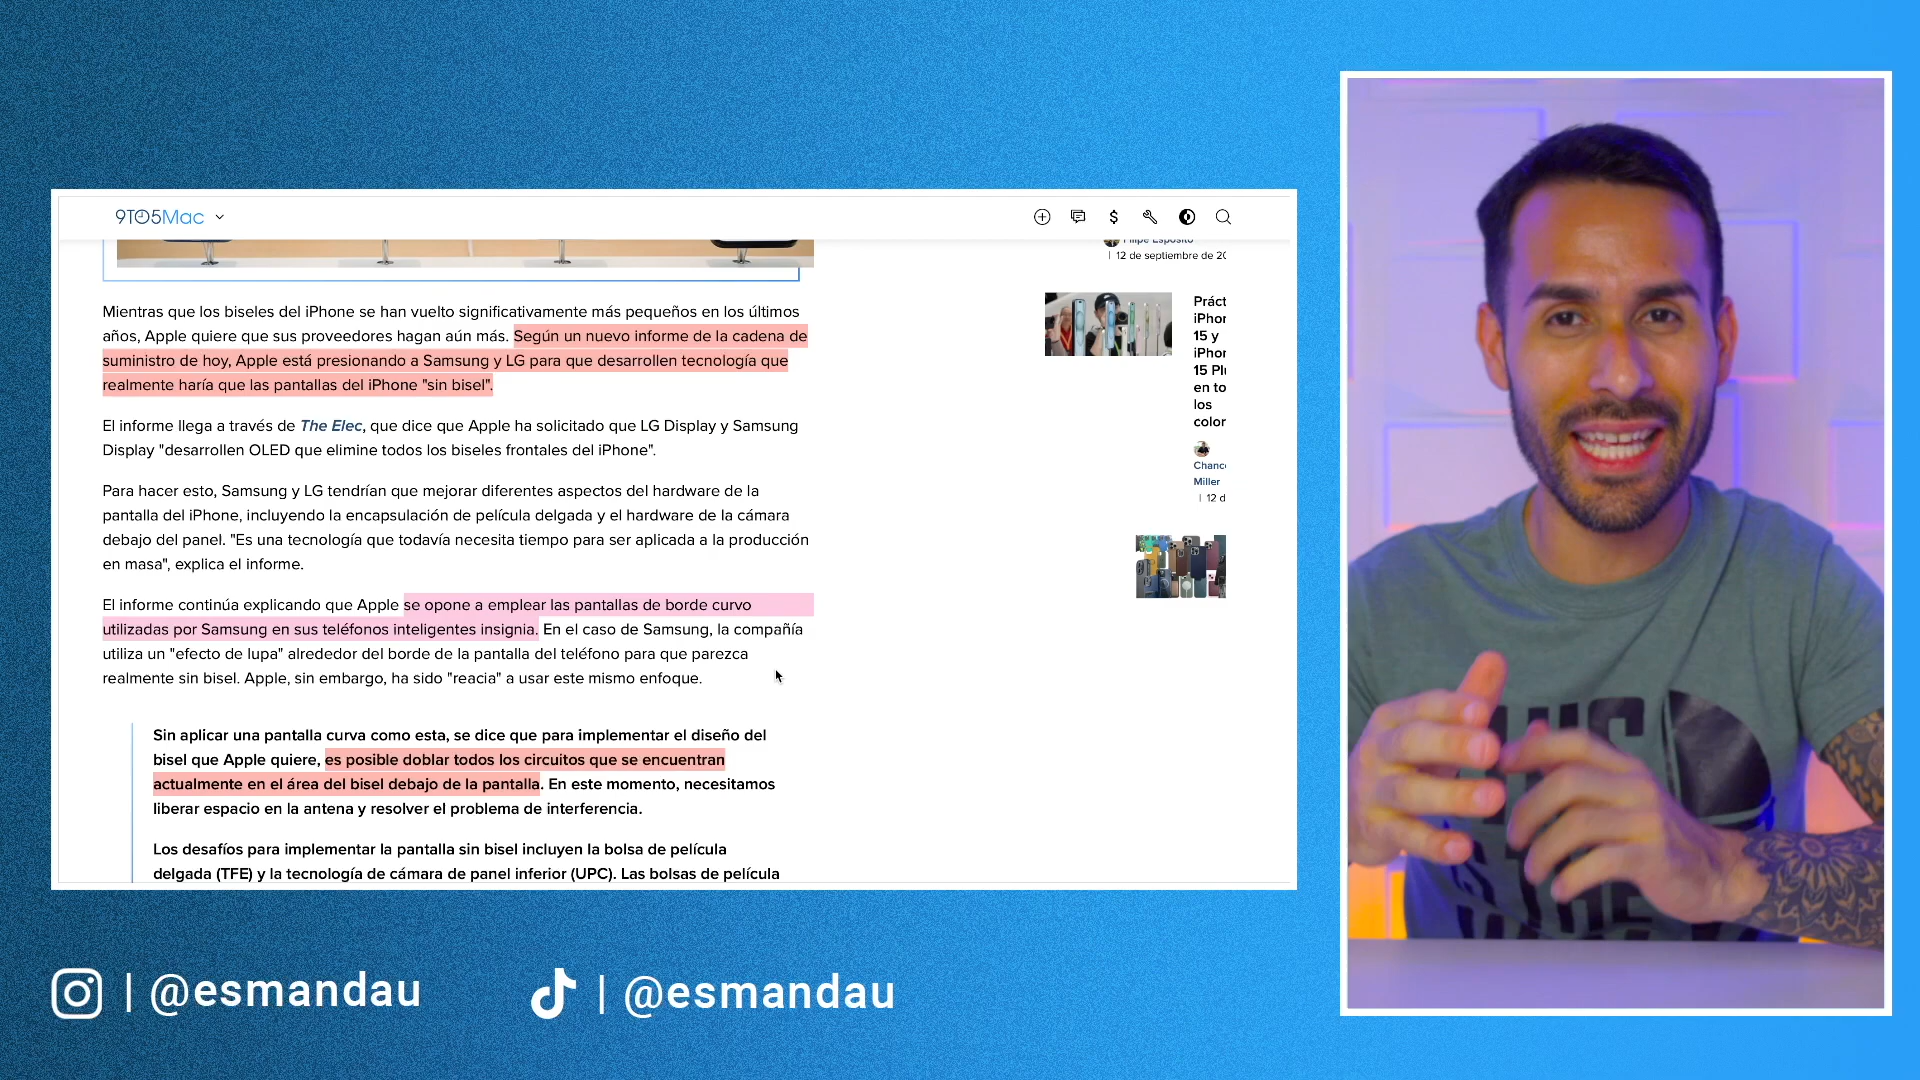 9TO5Mac
Filipe Espósito
| 12 de septiembre de 20
Mientras que los biseles del iPhone se han vuelto significativamente más pequeños en los últimos
años, Apple quiere que sus proveedores hagan aún más. Según un nuevo informe de la cadena de
suministro de hoy, Apple está presionando a Samsung y LG para que desarrollen tecnología que
realmente haría que las pantallas del iPhone "sin bisel".
El informe llega a través de The Elec, que dice que Apple ha solicitado que LG Display y Samsung
Display "desarrollen OLED que elimine todos los biseles frontales del iPhone".
Para hacer esto, Samsung y LG tendrían que mejorar diferentes aspectos del hardware de la
pantalla del iPhone, incluyendo la encapsulación de película delgada y el hardware de la cámara
debajo del panel. "Es una tecnología que todavía necesita tiempo para ser aplicada a la producción
en masa", explica el informe.
El informe continúa explicando que Apple se opone a emplear las pantallas de borde curvo
utilizadas por Samsung en sus teléfonos inteligentes insignia. En el caso de Samsung, la compañía
utiliza un "efecto de lupa" alrededor del borde de la pantalla del teléfono para que parezca
realmente sin bisel. Apple, sin embargo, ha sido "reacia" a usar este mismo enfoque.
Sin aplicar una pantalla curva como esta, se dice que para implementar el diseño del
bisel que Apple quiere, es posible doblar todos los circuitos que se encuentran
actualmente en el área del bisel debajo de la pantalla. En este momento, necesitamos
liberar espacio en la antena y resolver el problema de interferencia.
Los desafíos para implementar la pantalla sin bisel incluyen la bolsa de película
delgada (TFE) y la tecnología de cámara de panel inferior (UPC). Las bolsas de película
Práct
iPhor
15 y
iPhor
15 Plu
en to
los
color
Chance
Miller
| 12 d
| @esmandau
| @esmandau